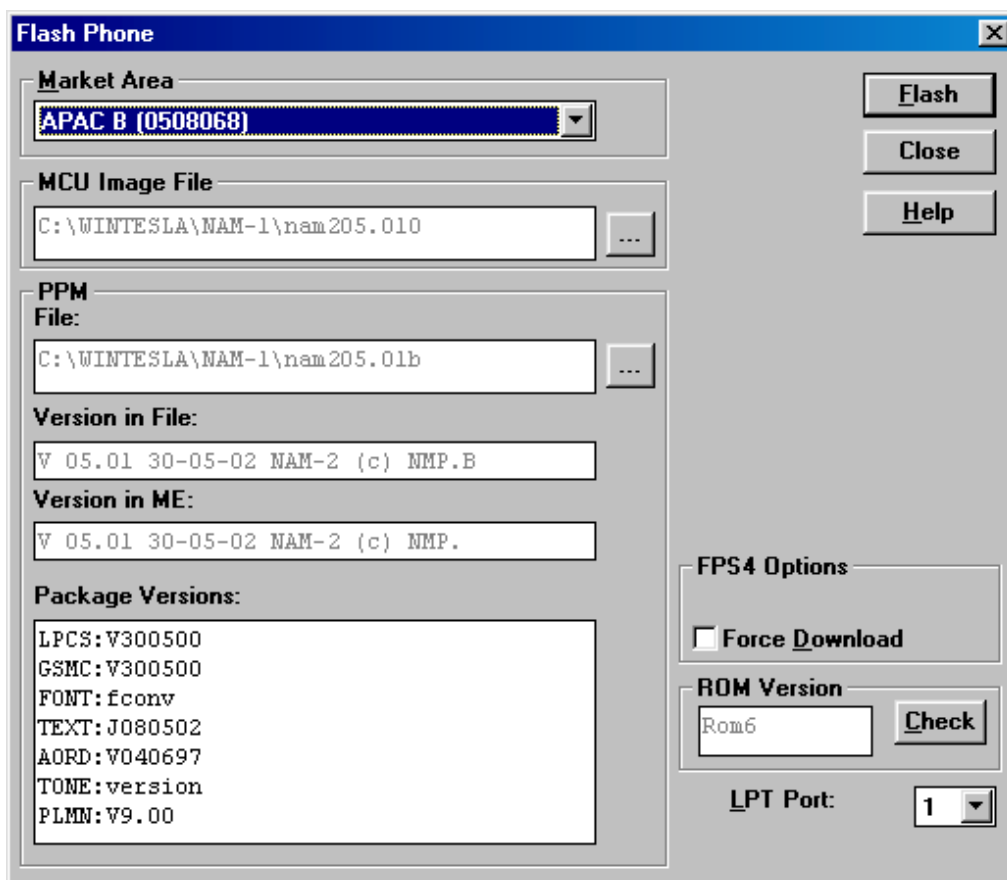 Flash Phone
Market Area
APAC B (0508068)
Flash
Close
Help
MCU Image File
C:\WINTESLA\NAM-1\nam205.010
...
PPM
File:
C:\WINTESLA\NAM-1\nam205.01b
...
Version in File:
V 05.01 30-05-02 NAM-2 (c) NMP.B
Version in ME:
V 05.01 30-05-02 NAM-2 (c) NMP.
Package Versions:
LPCS:V300500
GSMC:V300500
FONT:fconv
TEXT:J080502
AORD:V040697
TONE:version
PLMN:V9.00
FPS4 Options
Force Download
ROM Version
Rom6
Check
LPT Port:
1